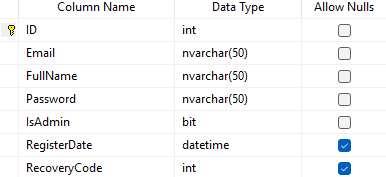 Column Name Data Type Allow Nulls
ID int
Email nvarchar(50)
FullName nvarchar(50)
Password nvarchar(50)
IsAdmin bit
RegisterDate datetime
RecoveryCode int